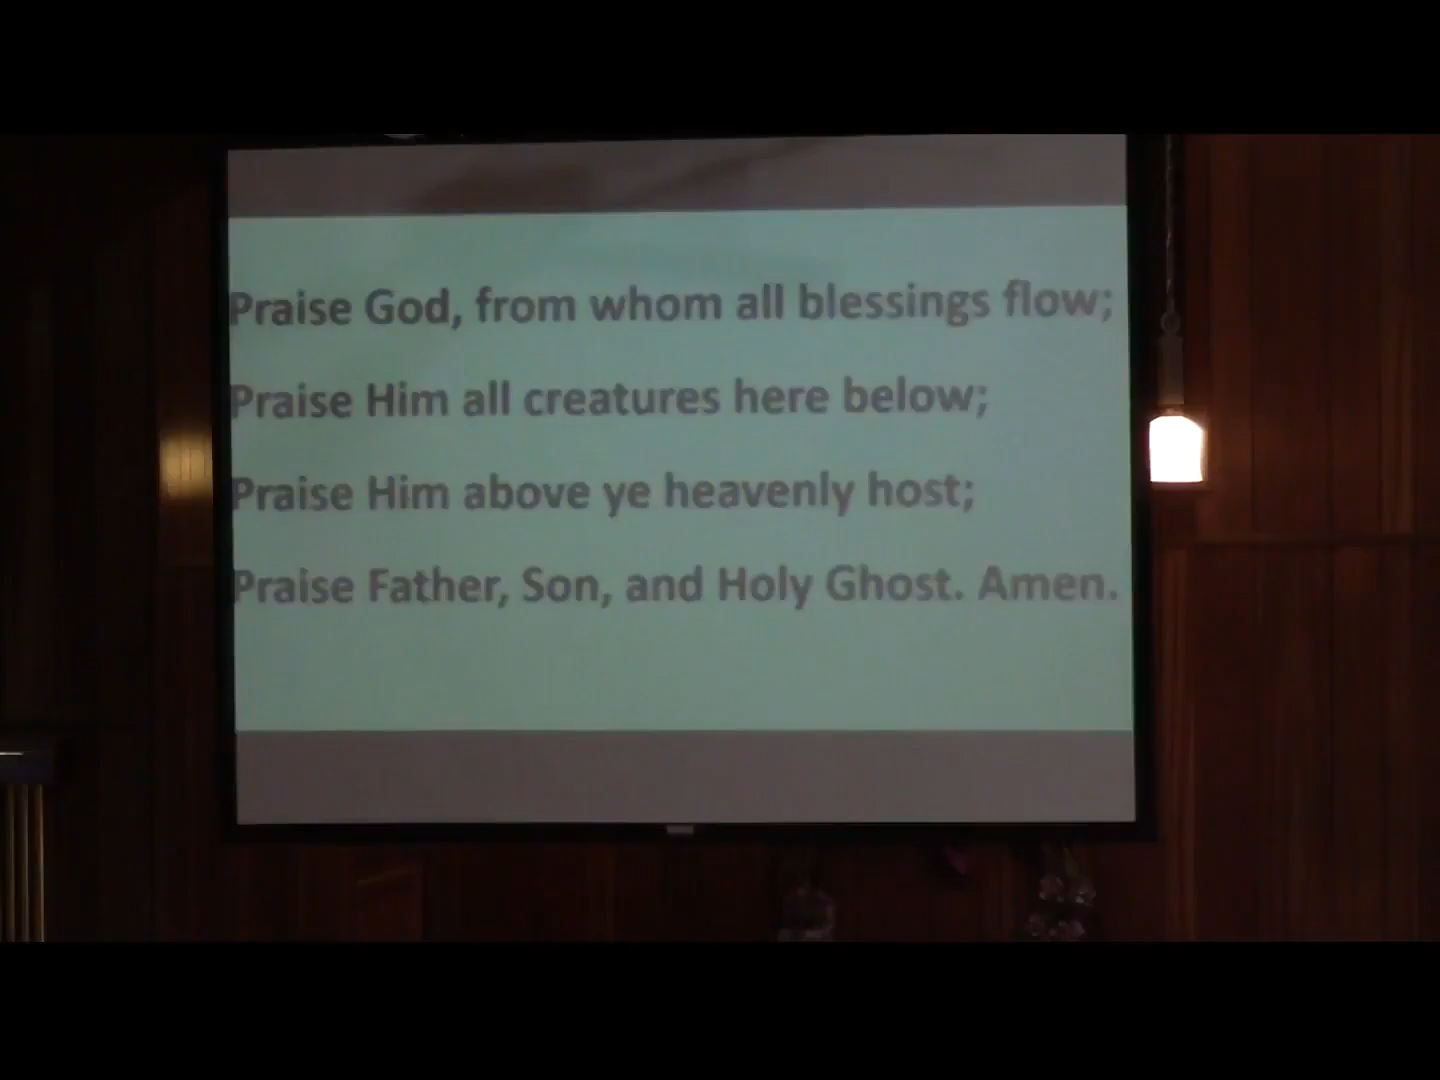 Praise God, from whom all blessings flow;
Praise Him all creatures here below;
Praise Him above ye heavenly host;
Praise Father, Son, and Holy Ghost. Amen.